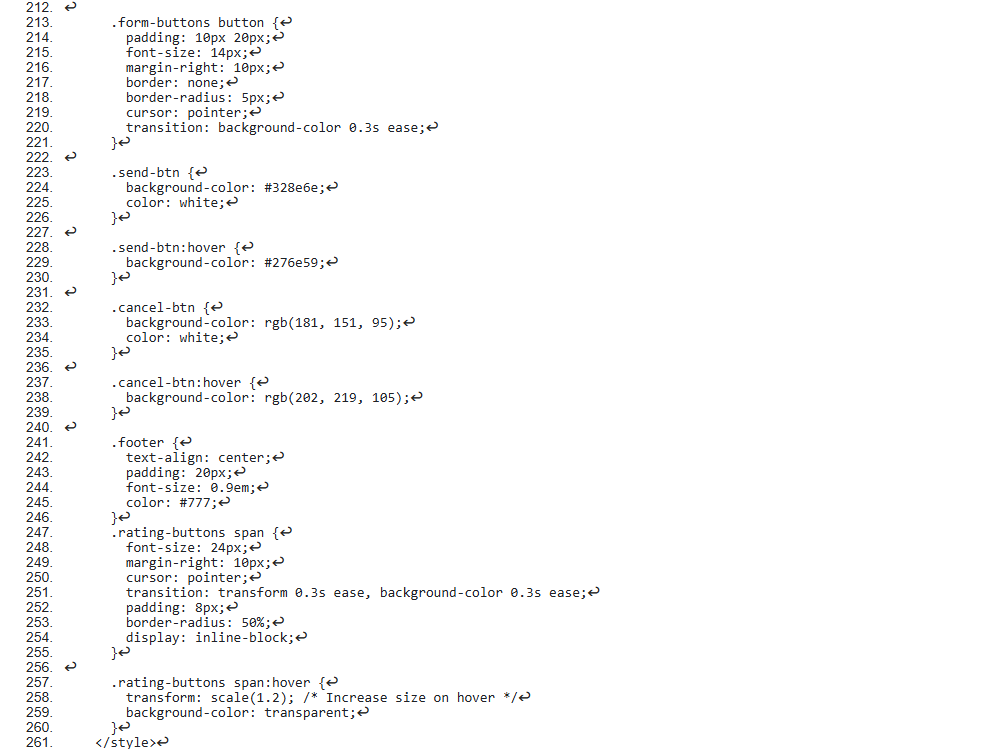 212. ↩
213. .form-buttons button {↩
214. padding: 10px 20px;↩
215. font-size: 14px;↩
216. margin-right: 10px;↩
217. border: none;↩
218. border-radius: 5px;↩
219. cursor: pointer;↩
220. transition: background-color 0.3s ease;↩
221. }↩
222. ↩
223. .send-btn {↩
224. background-color: #328e6e;↩
225. color: white;↩
226. }↩
227. ↩
228. .send-btn:hover {↩
229. background-color: #276e59;↩
230. }↩
231. ↩
232. .cancel-btn {↩
233. background-color: rgb(181, 151, 95);↩
234. color: white;↩
235. }↩
236. ↩
237. .cancel-btn:hover {↩
238. background-color: rgb(202, 219, 105);↩
239. }↩
240. ↩
241. .footer {↩
242. text-align: center;↩
243. padding: 20px;↩
244. font-size: 0.9em;↩
245. color: #777;↩
246. }↩
247. .rating-buttons span {↩
248. font-size: 24px;↩
249. margin-right: 10px;↩
250. cursor: pointer;↩
251. transition: transform 0.3s ease, background-color 0.3s ease;↩
252. padding: 8px;↩
253. border-radius: 50%;↩
254. display: inline-block;↩
255. }↩
256. ↩
257. .rating-buttons span:hover {↩
258. transform: scale(1.2); /* Increase size on hover */↩
259. background-color: transparent;↩
260. }↩
261. </style>↩